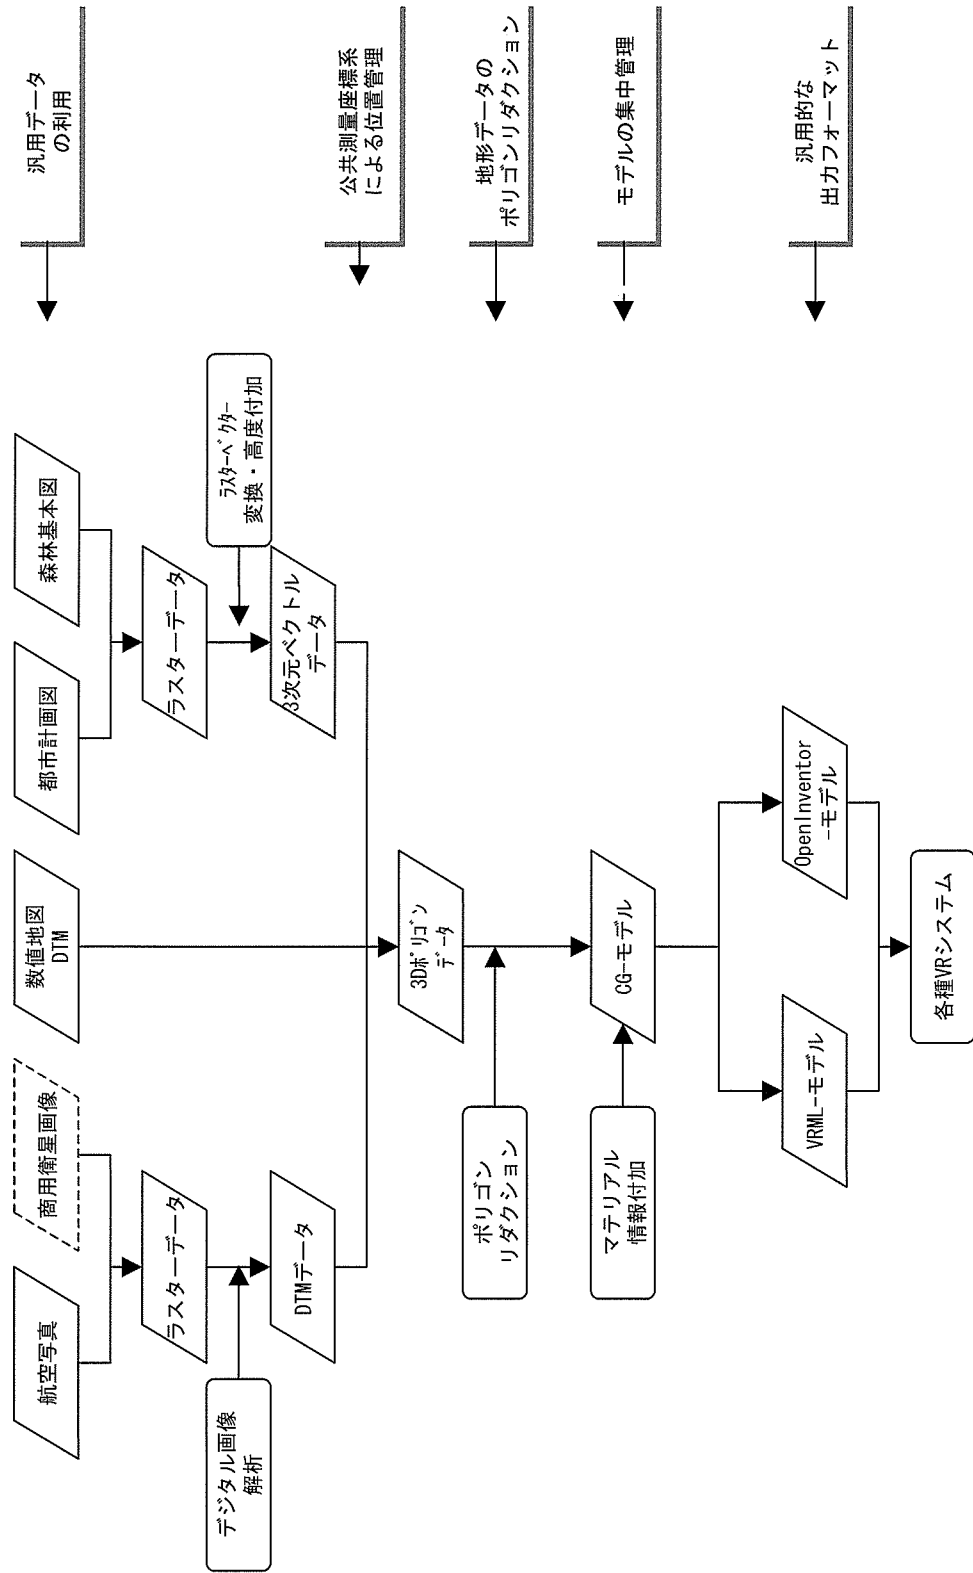 航空写真
商用衛星画像
数値地図
DTM
都市計画図
森林基本図
汎用データ
の利用
ラスターデータ
ラスターデータ
デジタル画像
解析
ﾗｽﾀｰﾍﾞｸﾀｰ
変換・高度付加
DTMデータ
3次元ベクトル
データ
公共測量座標系
による位置管理
3Dﾎﾟﾘｺﾞﾝ
ﾃﾞｰﾀ
ポリゴン
リダクション
地形データの
ポリゴンリダクション
マテリアル
情報付加
CG-モデル
モデルの集中管理
VRML-モデル
OpenInventor
-モデル
汎用的な
出力フォーマット
各種VRシステム